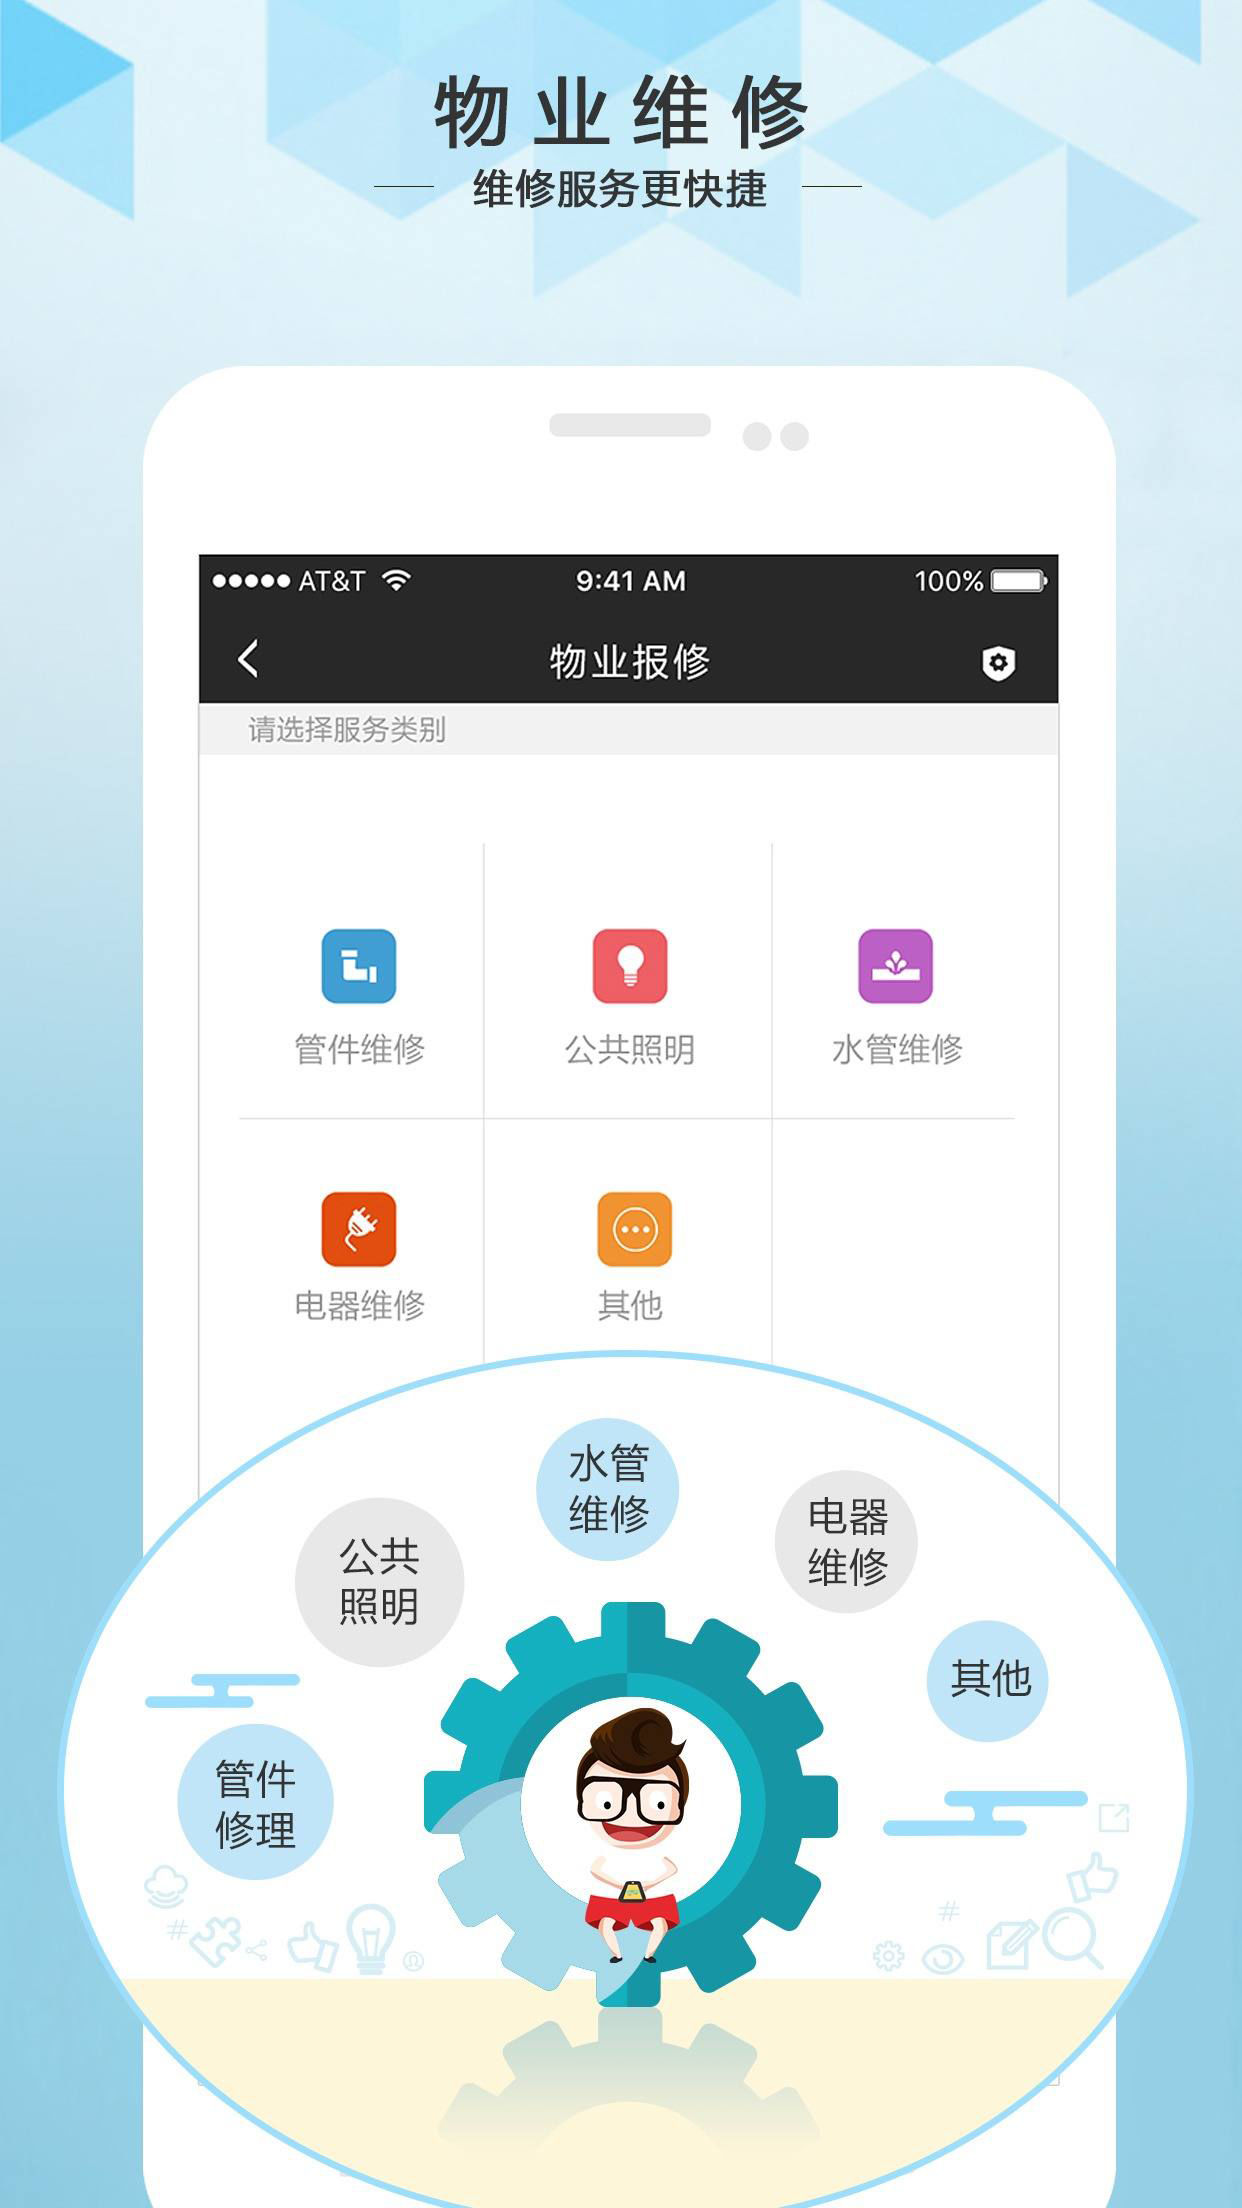 物业维修
维修服务更快捷
AT&T 9:41 AM 100%
物业报修
请选择服务类别
管件维修 公共照明 水管维修
电器维修 其他
水管
维修
电器
维修
公共
照明
其他
管件
修理
#
#